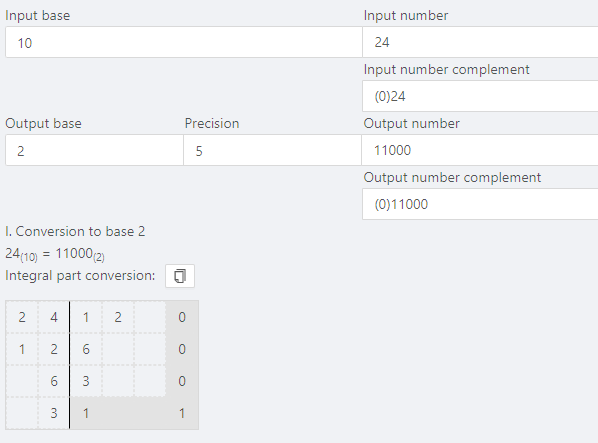 Input base Input number
10 24
Input number complement
(0)24
Output base Precision Output number
2 5 11000
Output number complement
(0)11000
I. Conversion to base 2
24(10) = 11000(2)
Integral part conversion:
2 4 1 2 0
1 2 6 0
6 3 0
3 1 1